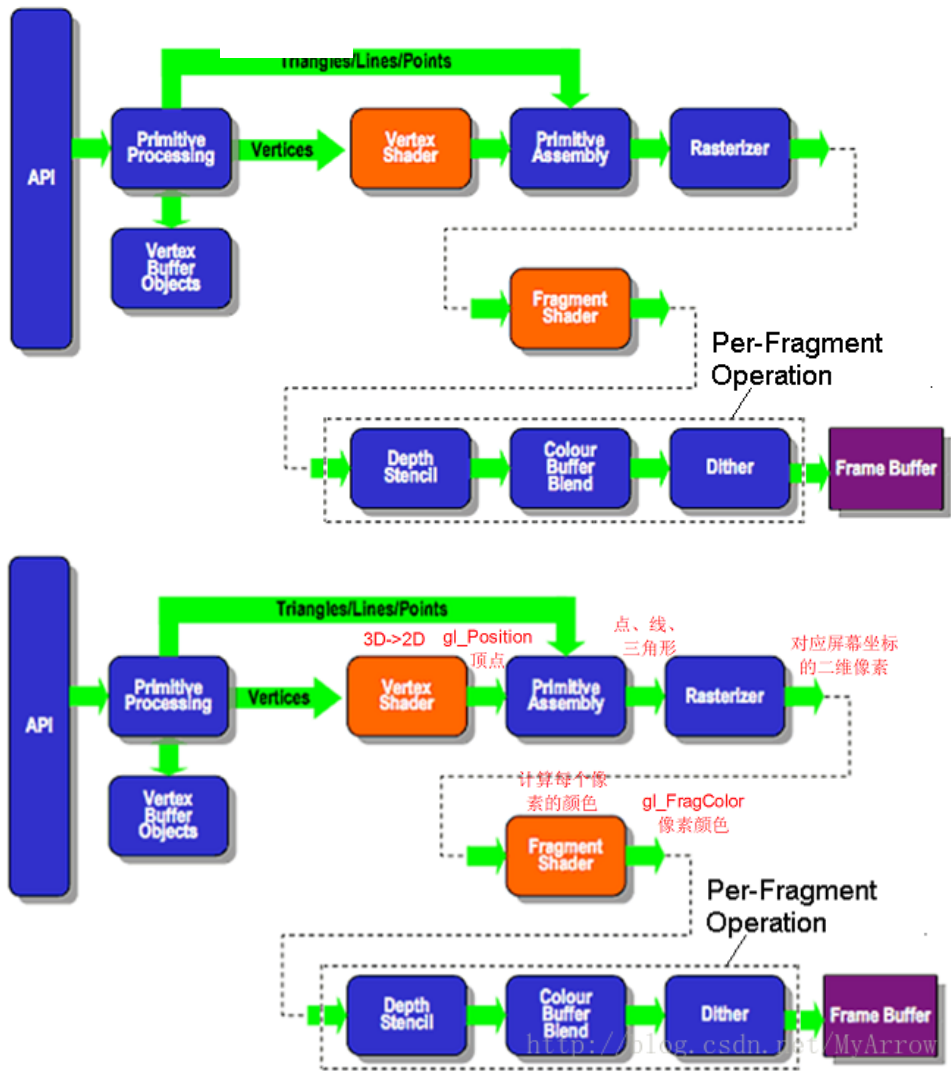 Triangles/Lines/Points
API
Primitive
Processing
Vertices
Vertex
Shader
Primitive
Assembly
Rasterizer
Vertex
Buffer
Objects
Fragment
Shader
Per-Fragment
Operation
Depth
Stencil
Colour
Buffer
Blend
Dither
Frame Buffer
Triangles/Lines/Points
API
Primitive
Processing
Vertices
3D->2D
gl_Position
顶点
Vertex
Shader
Primitive
Assembly
点、线、
三角形
Rasterizer
对应屏幕坐标
的二维像素
Vertex
Buffer
Objects
计算每个像
素的颜色
Fragment
Shader
gl_FragColor
像素颜色
Per-Fragment
Operation
Depth
Stencil
Colour
Buffer
Blend
Dither
Frame Buffer
http://blog.csdn.net/MyArrow